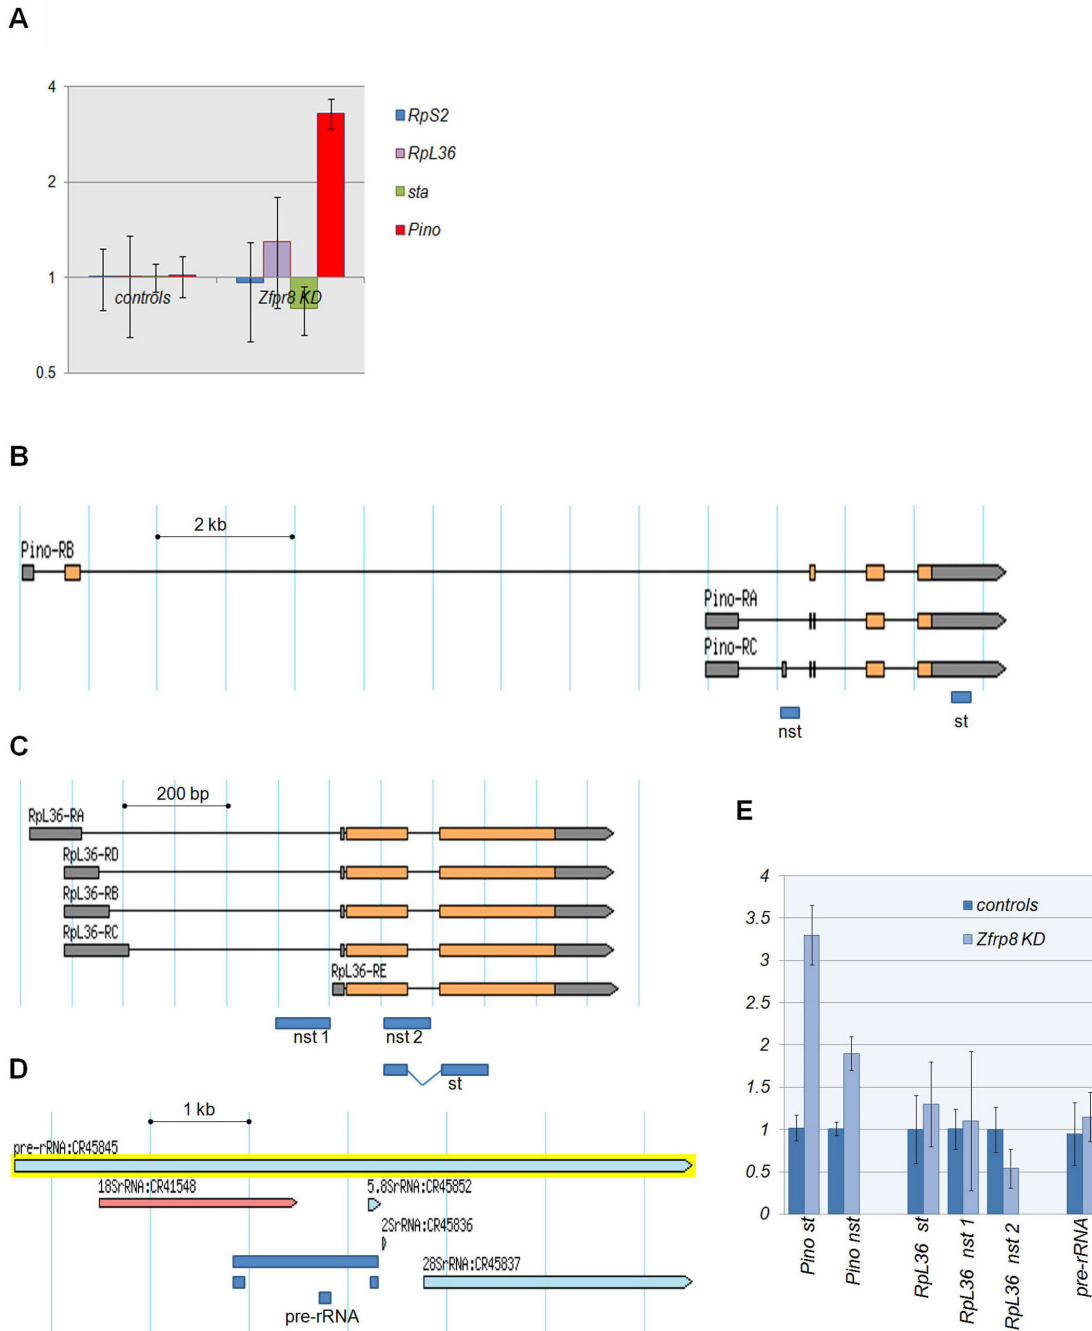 A
4
2
1
0.5
controls
Zfpr8 KD
RpS2
RpL36
sta
Pino
B
2 kb
Pino-RB
Pino-RA
Pino-RC
nst
st
C
200 bp
RpL36-RA
RpL36-RD
RpL36-RB
RpL36-RC
RpL36-RE
nst 1
nst 2
st
D
1 kb
pre-rRNA:CR45845
18SrRNA:CR41548
5.8SrRNA:CR45852
2SrRNA:CR45836
28SrRNA:CR45837
pre-rRNA
E
4
3.5
3
2.5
2
1.5
1
0.5
0
controls
Zfrp8 KD
Pino st
Pino nst
RpL36 st
RpL36 nst 1
RpL36 nst 2
pre-rRNA